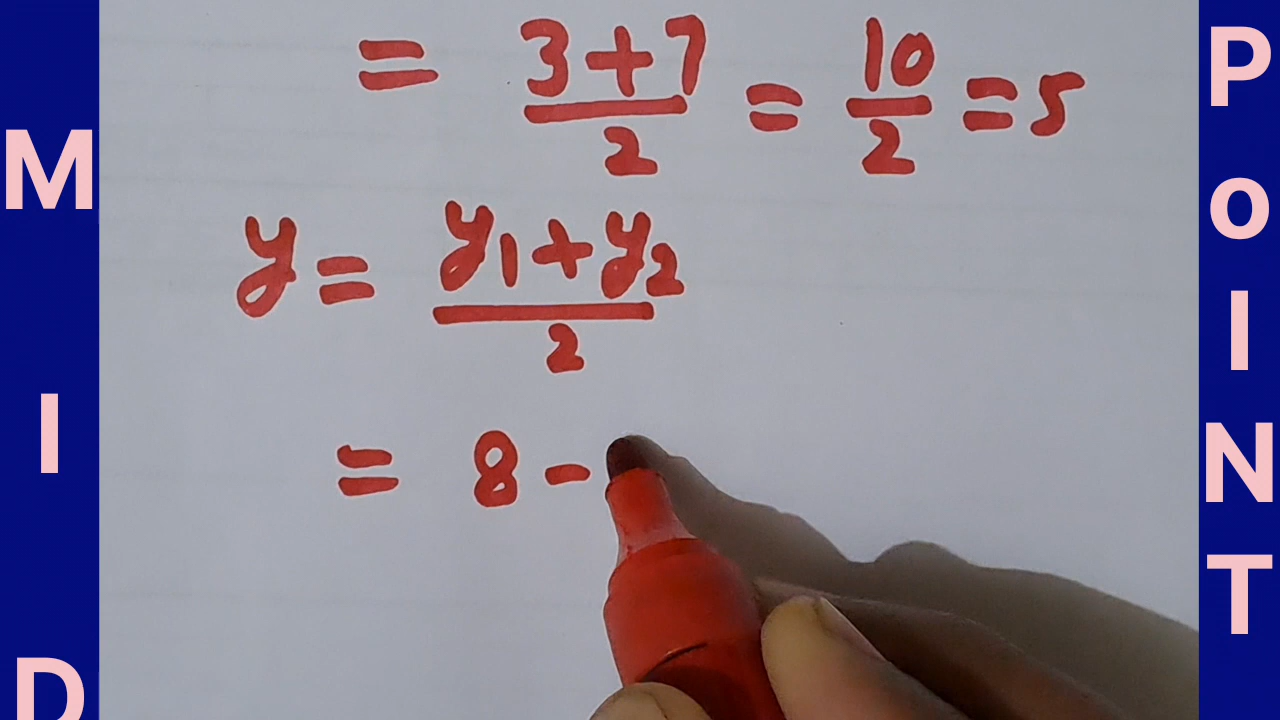 M
I
D
= 3+7/2 = 10/2 = 5
y = y₁+y₂/2
= 8 -
P
o
I
N
T